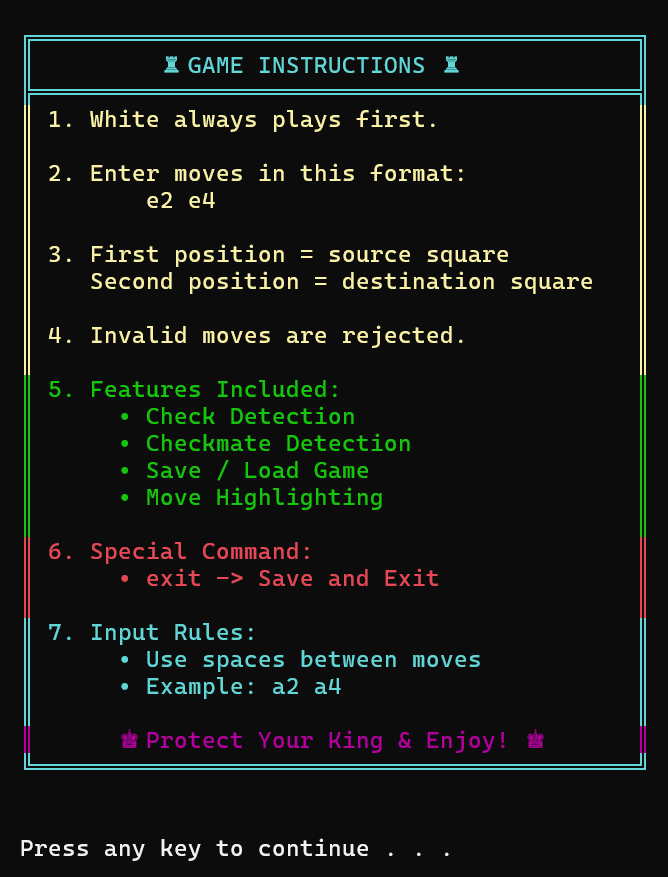 ♜ GAME INSTRUCTIONS ♜
1. White always plays first.
2. Enter moves in this format:
e2 e4
3. First position = source square
Second position = destination square
4. Invalid moves are rejected.
5. Features Included:
• Check Detection
• Checkmate Detection
• Save / Load Game
• Move Highlighting
6. Special Command:
• exit -> Save and Exit
7. Input Rules:
• Use spaces between moves
• Example: a2 a4
♚ Protect Your King & Enjoy! ♚
Press any key to continue . . .